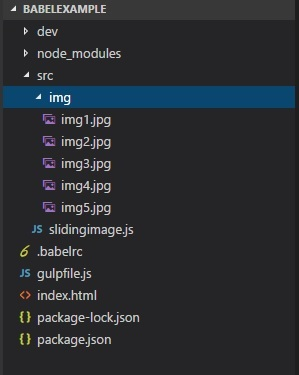 BABELEXAMPLE
dev
node_modules
src
img
img1.jpg
img2.jpg
img3.jpg
img4.jpg
img5.jpg
JS slidingimage.js
.babelrc
JS gulpfile.js
<> index.html
{} package-lock.json
{} package.json